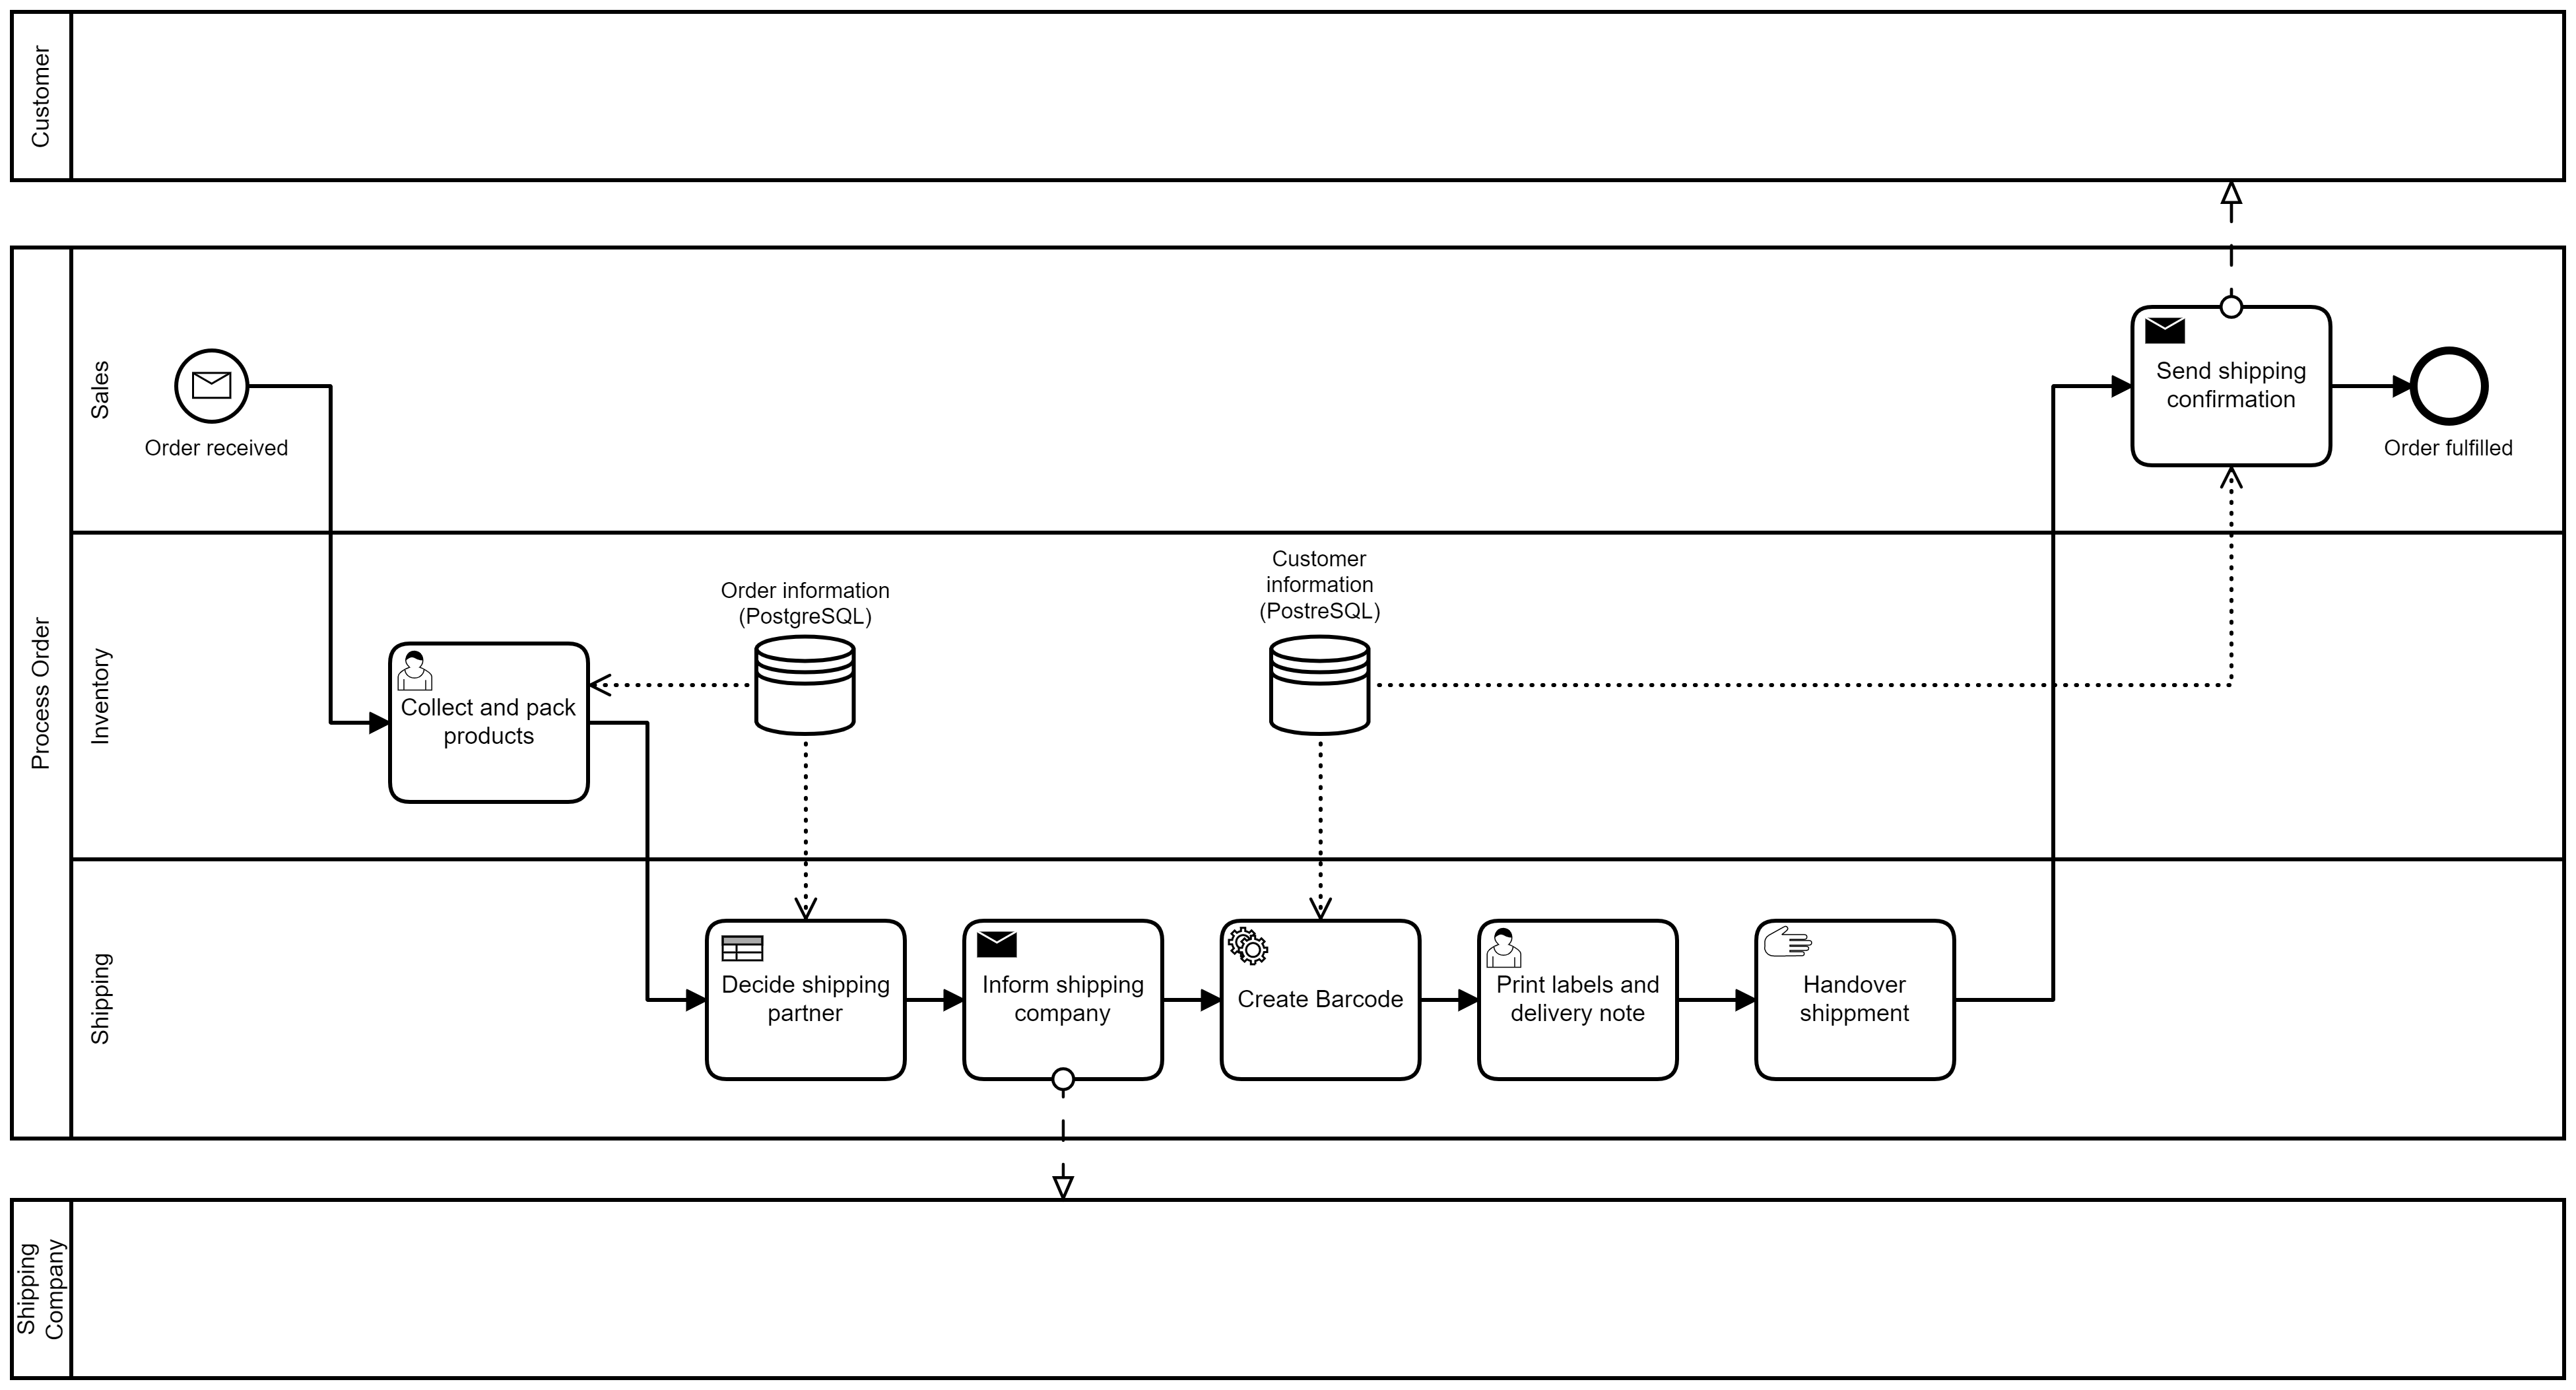 Customer
Process Order
Sales
Order received
Send shipping
confirmation
Order fulfilled
Inventory
Collect and pack
products
Order information
(PostgreSQL)
Customer
information
(PostreSQL)
Shipping
Decide shipping
partner
Inform shipping
company
Create Barcode
Print labels and
delivery note
Handover
shippment
Shipping
Company